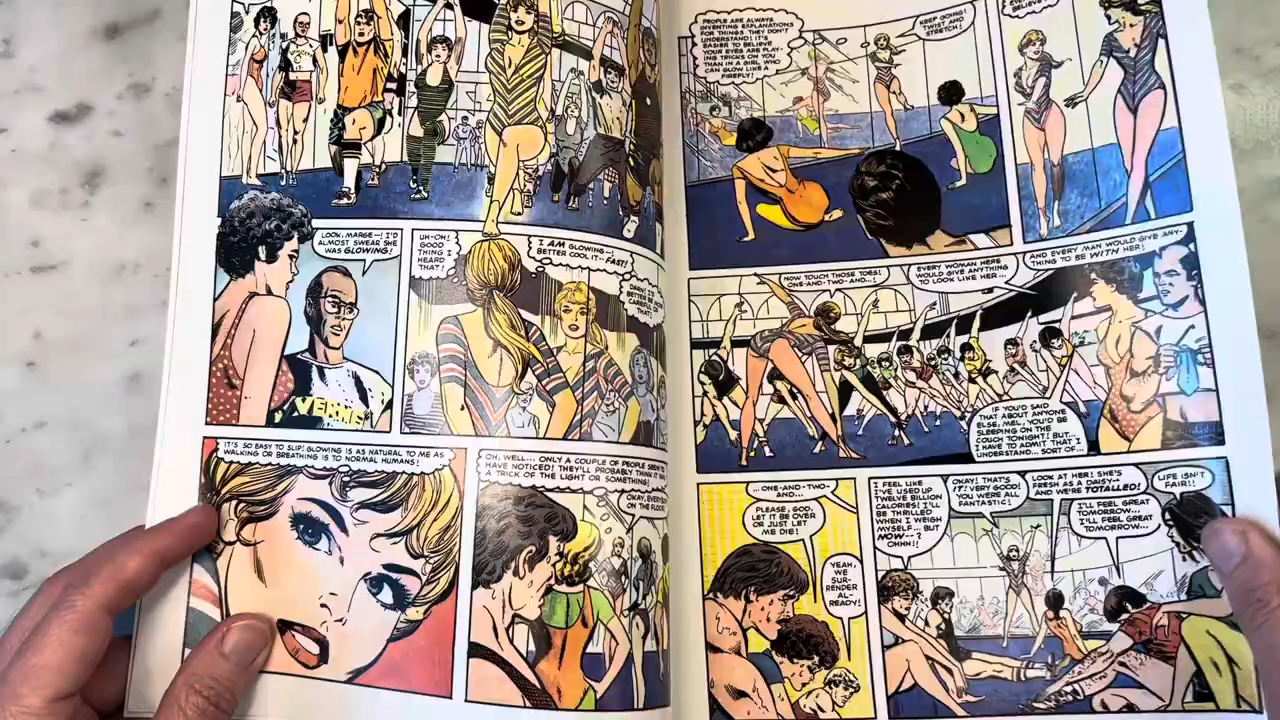 LOOK, MARGE--! I'D
ALMOST SWEAR SHE
WAS GLOWING!
VERNE
UH-OH!
GOOD
THING I
HEARD
THAT!
I AM GLOWING--!
BETTER COOL IT--FAST!
BETTER BE MORE
CAREFUL OF
THAT!
IT'S SO EASY TO SLIP! GLOWING IS AS NATURAL TO ME AS
WALKING OR BREATHING IS TO NORMAL HUMANS!
OH, WELL... ONLY A COUPLE OF PEOPLE SEEM TO
HAVE NOTICED! THEY'LL PROBABLY THINK IT WAS
A TRICK OF THE LIGHT OR SOMETHING!
OKAY, EVERYBODY
ON THE FLOOR!
PEOPLE ARE ALWAYS
INVENTING EXPLANATIONS
FOR THINGS THEY DON'T
UNDERSTAND! IT'S
EASIER TO BELIEVE
YOUR EYES ARE PLAY-
ING TRICKS ON YOU
THAN IN A GIRL WHO
CAN GLOW LIKE A
FIREFLY!
KEEP GOING!
TWIST AND
STRETCH!
NOW TOUCH THOSE TOES!
ONE-AND-TWO-AND...!
EVERY WOMAN HERE
WOULD GIVE ANYTHING
TO LOOK LIKE HER...
AND EVERY MAN WOULD GIVE ANY-
THING TO BE WITH HER!
IF YOU'D SAID
THAT ABOUT ANYONE
ELSE, MEL, YOU'D BE
SLEEPING ON THE
COUCH TONIGHT! BUT...
I HAVE TO ADMIT THAT I
UNDERSTAND... SORT OF...
...ONE-AND-TWO-
AND...
PLEASE, GOD,
LET IT BE OVER
OR JUST LET
ME DIE!
YEAH,
WE
SUR-
RENDER
AL-
READY!
I FEEL LIKE
I'VE USED UP
TWELVE BILLION
CALORIES! I'LL
BE THRILLED
WHEN I WEIGH
MYSELF... BUT
NOW--?
OHHH!!
OKAY! THAT'S
IT! VERY GOOD!
YOU WERE ALL
FANTASTIC!
LOOK AT HER! SHE'S
FRESH AS A DAISY--
AND WE'RE TOTALLED!
I'LL FEEL GREAT
TOMORROW...
I'LL FEEL GREAT
TOMORROW...
LIFE ISN'T
FAIR!!